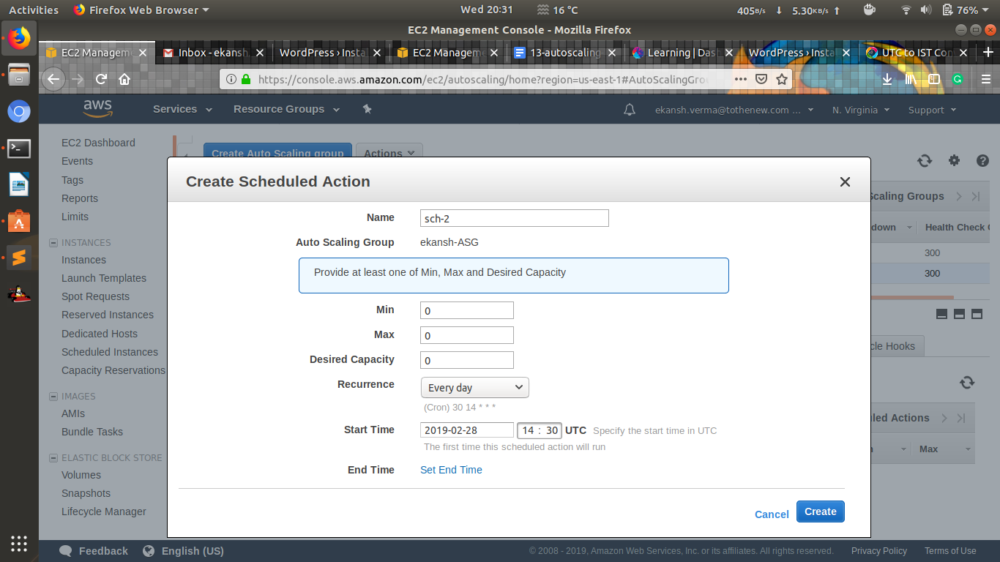 Activities Firefox Web Browser Wed 20:31 16 °C 405B/s 5.30KB/s 76%
EC2 Management Console - Mozilla Firefox
EC2 Managem Inbox - ekansh. WordPress › Insta EC2 Managem 13-autoscaling Learning | Das WordPress › Insta UTC to IST Con
https://console.aws.amazon.com/ec2/autoscaling/home?region=us-east-1#AutoScalingGro
aws Services Resource Groups ekansh.verma@tothenew.com ... N. Virginia Support
EC2 Dashboard
Events
Tags
Reports
Limits
INSTANCES
Instances
Launch Templates
Spot Requests
Reserved Instances
Dedicated Hosts
Scheduled Instances
Capacity Reservations
IMAGES
AMIs
Bundle Tasks
ELASTIC BLOCK STORE
Volumes
Snapshots
Lifecycle Manager
Create Auto Scaling group Actions
Create Scheduled Action
Name sch-2
Auto Scaling Group ekansh-ASG
Provide at least one of Min, Max and Desired Capacity
Min 0
Max 0
Desired Capacity 0
Recurrence Every day
(Cron) 30 14 * * *
Start Time 2019-02-28 14 : 30 UTC Specify the start time in UTC
The first time this scheduled action will run
End Time Set End Time
Cancel Create
caling Groups
down Health Check G
300
300
cle Hooks
led Actions
n Max
Feedback English (US) © 2008 - 2019, Amazon Web Services, Inc. or its affiliates. All rights reserved. Privacy Policy Terms of Use